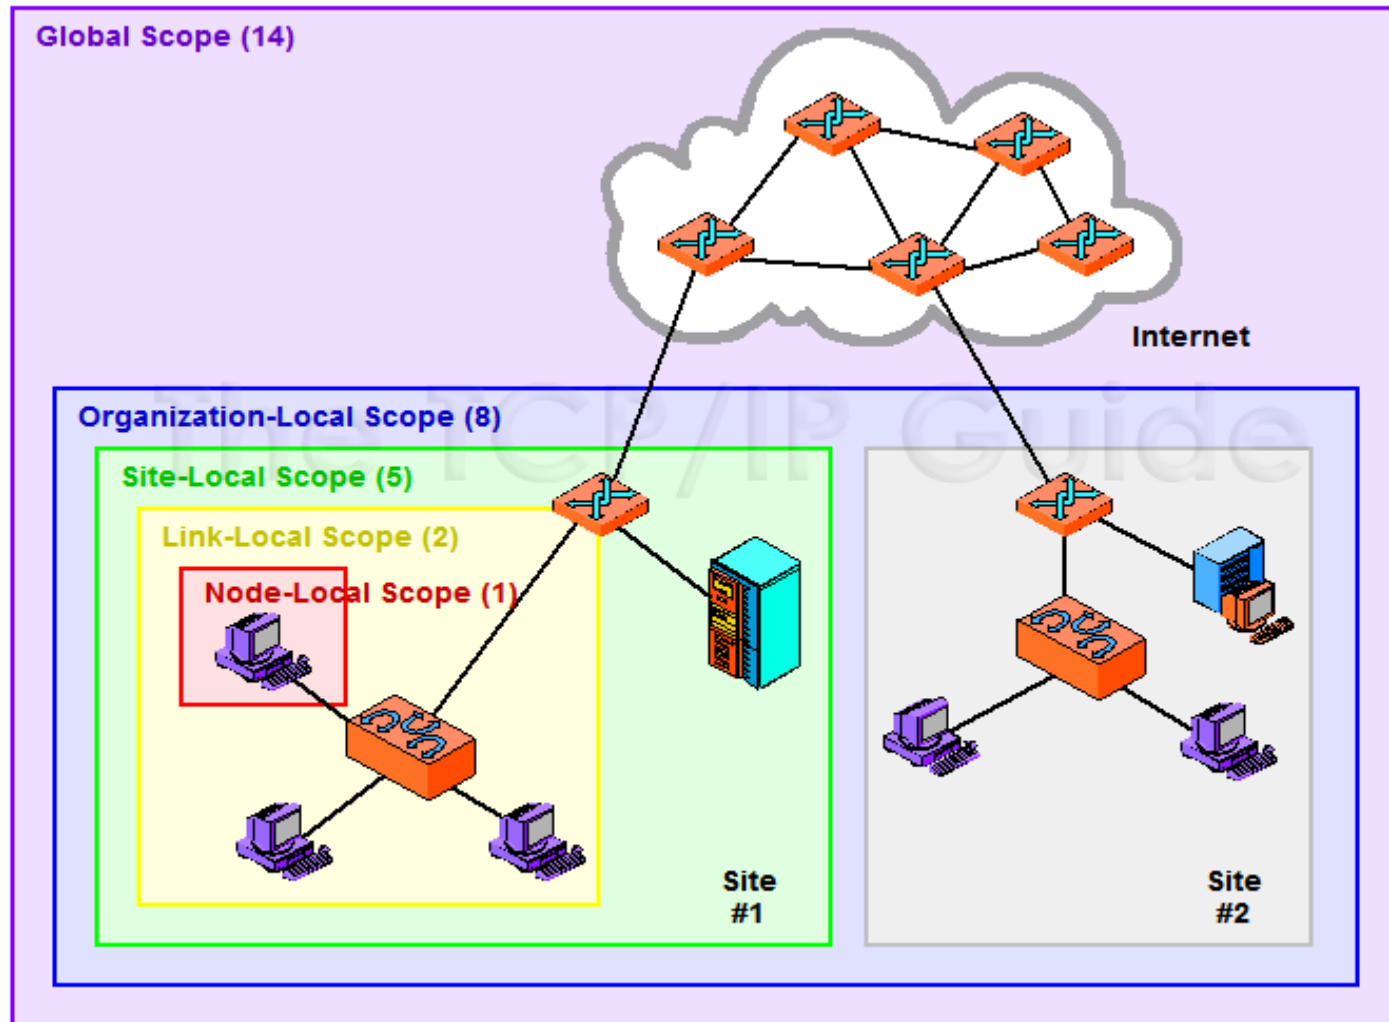 Global Scope (14)
Internet
The TCP/IP Guide
Organization-Local Scope (8)
Site-Local Scope (5)
Link-Local Scope (2)
Node-Local Scope (1)
Site
#1
Site
#2